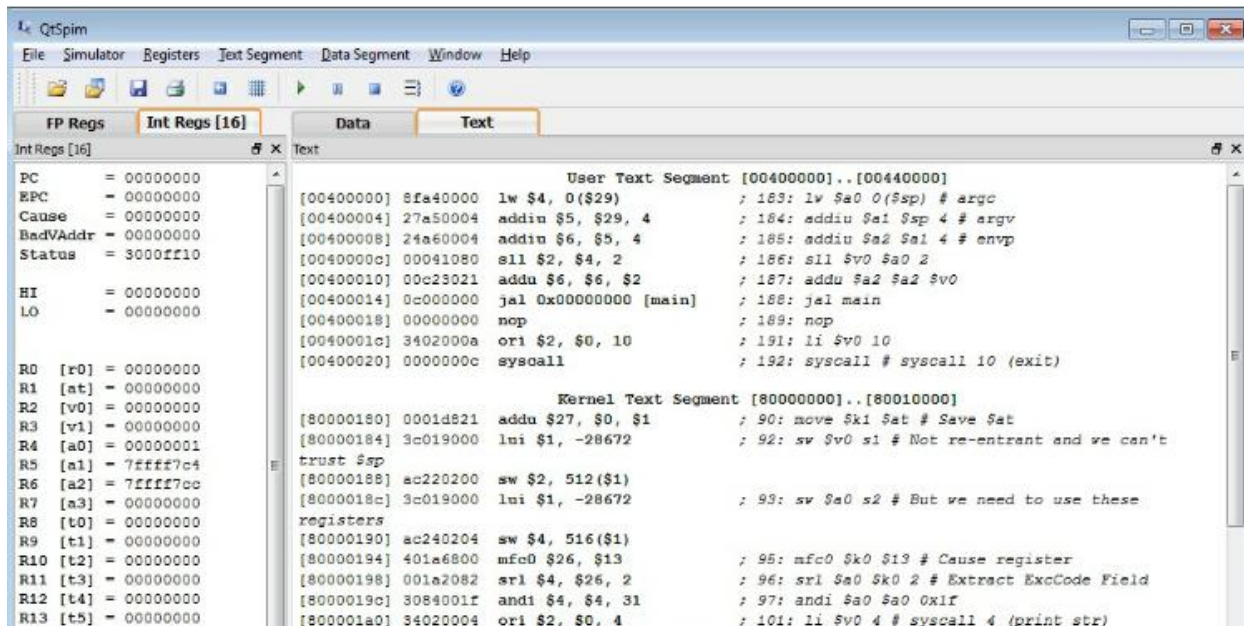 QtSpim
File Simulator Registers Text Segment Data Segment Window Help
FP Regs Int Regs [16] Data Text
Int Regs [16] Text
PC = 00000000
EPC = 00000000
Cause = 00000000
BadVAddr = 00000000
Status = 3000ff10
HI = 00000000
LO = 00000000
R0 [r0] = 00000000
R1 [at] = 00000000
R2 [v0] = 00000000
R3 [v1] = 00000000
R4 [a0] = 00000001
R5 [a1] = 7ffff7c4
R6 [a2] = 7ffff7cc
R7 [a3] = 00000000
R8 [t0] = 00000000
R9 [t1] = 00000000
R10 [t2] = 00000000
R11 [t3] = 00000000
R12 [t4] = 00000000
R13 [t5] = 00000000
User Text Segment [00400000]..[00440000]
[00400000] 8fa40000 lw $4, 0($29) ; 183: lw $a0 0($sp) # argc
[00400004] 27a50004 addiu $5, $29, 4 ; 184: addiu $a1 $sp 4 # argv
[00400008] 24a60004 addiu $6, $5, 4 ; 185: addiu $a2 $a1 4 # envp
[0040000c] 00041080 sll $2, $4, 2 ; 186: sll $v0 $a0 2
[00400010] 00c23021 addu $6, $6, $2 ; 187: addu $a2 $a2 $v0
[00400014] 0c000000 jal 0x00000000 [main] ; 188: jal main
[00400018] 00000000 nop ; 189: nop
[0040001c] 3402000a ori $2, $0, 10 ; 191: li $v0 10
[00400020] 0000000c syscall ; 192: syscall # syscall 10 (exit)
Kernel Text Segment [80000000]..[80010000]
[80000180] 0001d821 addu $27, $0, $1 ; 90: move $k1 $at # Save $at
[80000184] 3c019000 lui $1, -28672 ; 92: sw $v0 s1 # Not re-entrant and we can't
trust $sp
[80000188] ac220200 sw $2, 512($1)
[8000018c] 3c019000 lui $1, -28672 ; 93: sw $a0 s2 # But we need to use these
registers
[80000190] ac240204 sw $4, 516($1)
[80000194] 401a6800 mfc0 $26, $13 ; 95: mfc0 $k0 $13 # Cause register
[80000198] 001a2082 srl $4, $26, 2 ; 96: srl $a0 $k0 2 # Extract ExcCode Field
[8000019c] 3084001f andi $4, $4, 31 ; 97: andi $a0 $a0 0x1f
[800001a0] 34020004 ori $2, $0, 4 ; 101: li $v0 4 # syscall 4 (print_str)